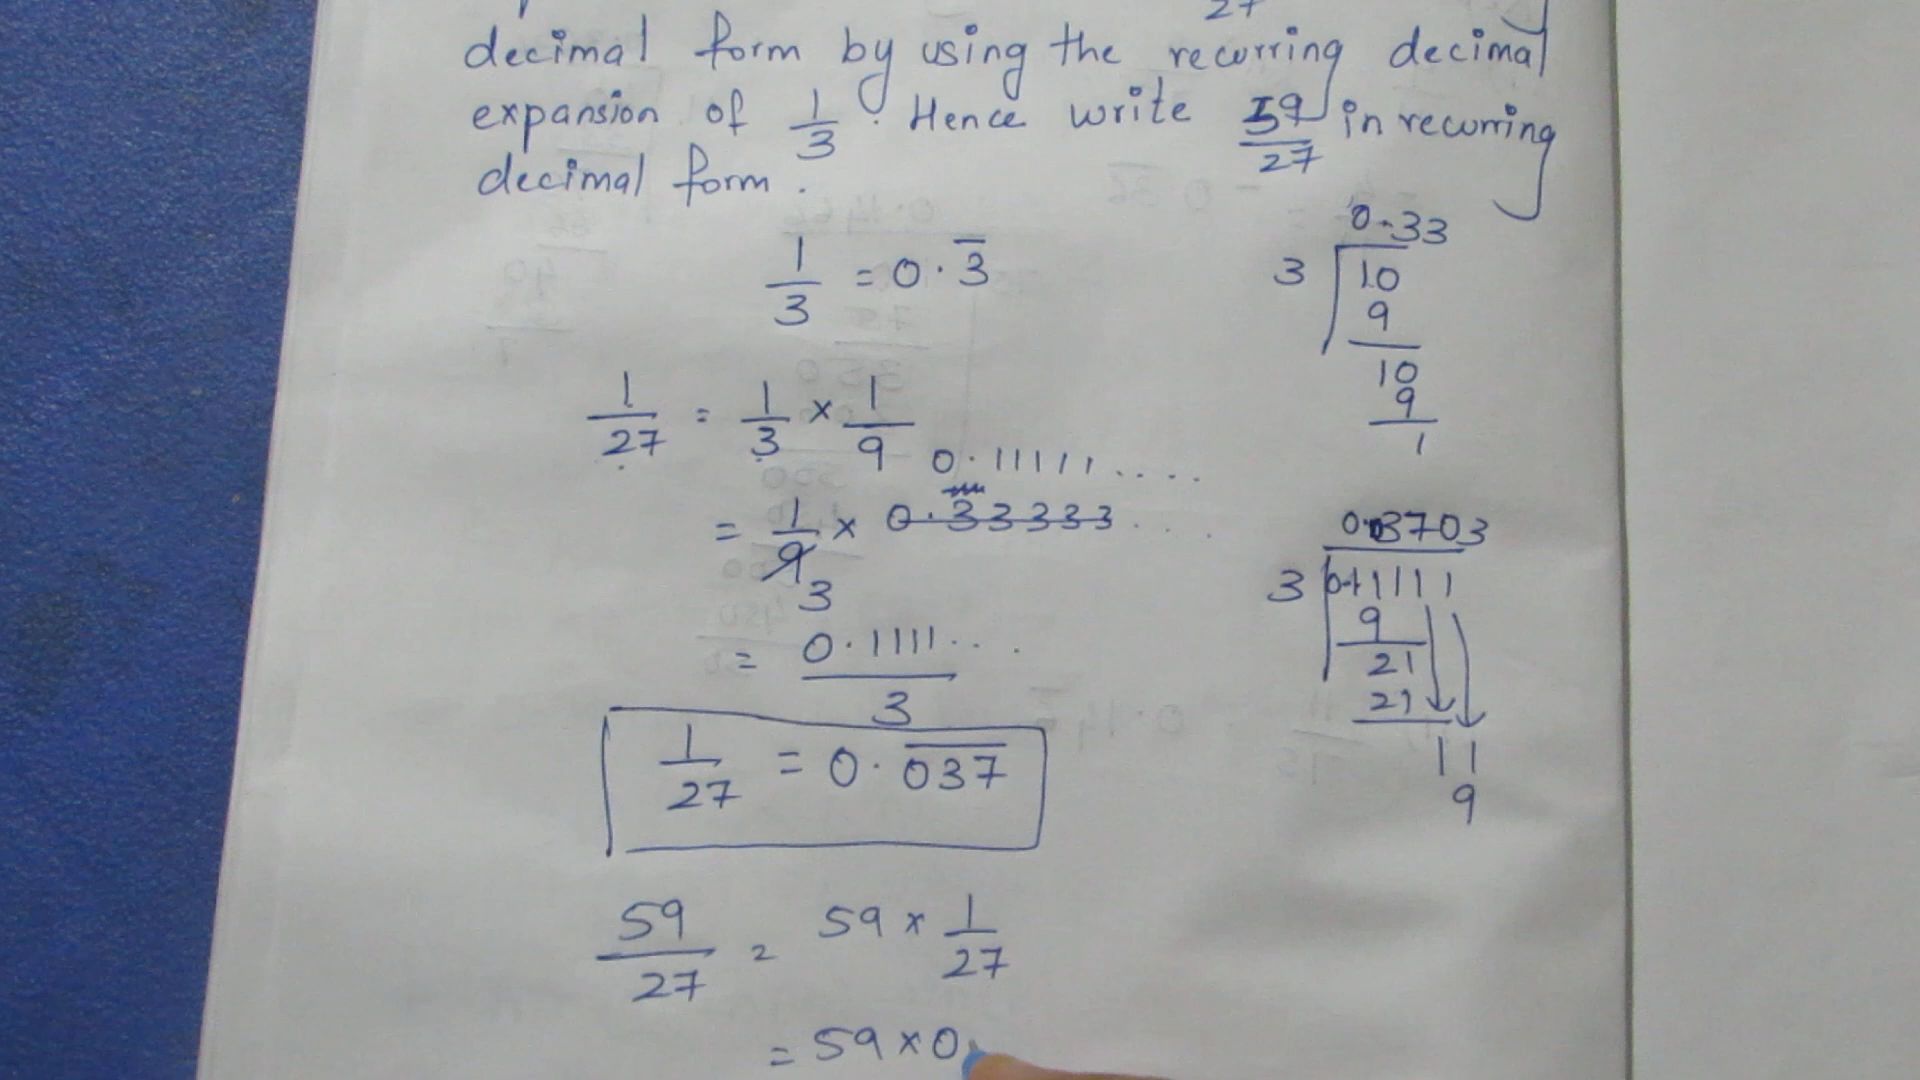 27
decimal form by using the recurring decimal
expansion of 1/3. Hence write 59/27 in recurring
decimal form.
1/3 = 0.3̅
0.33
3 10
9
10
9
1
1/27 = 1/3 × 1/9
0.11111....
= 1/9 × 0.33333...
3
= 0.1111.../3
1/27 = 0.0̅3̅7̅
0.03703
3 0.11111
9
21
21
11
9
59/27 = 59 × 1/27
= 59 × 0.